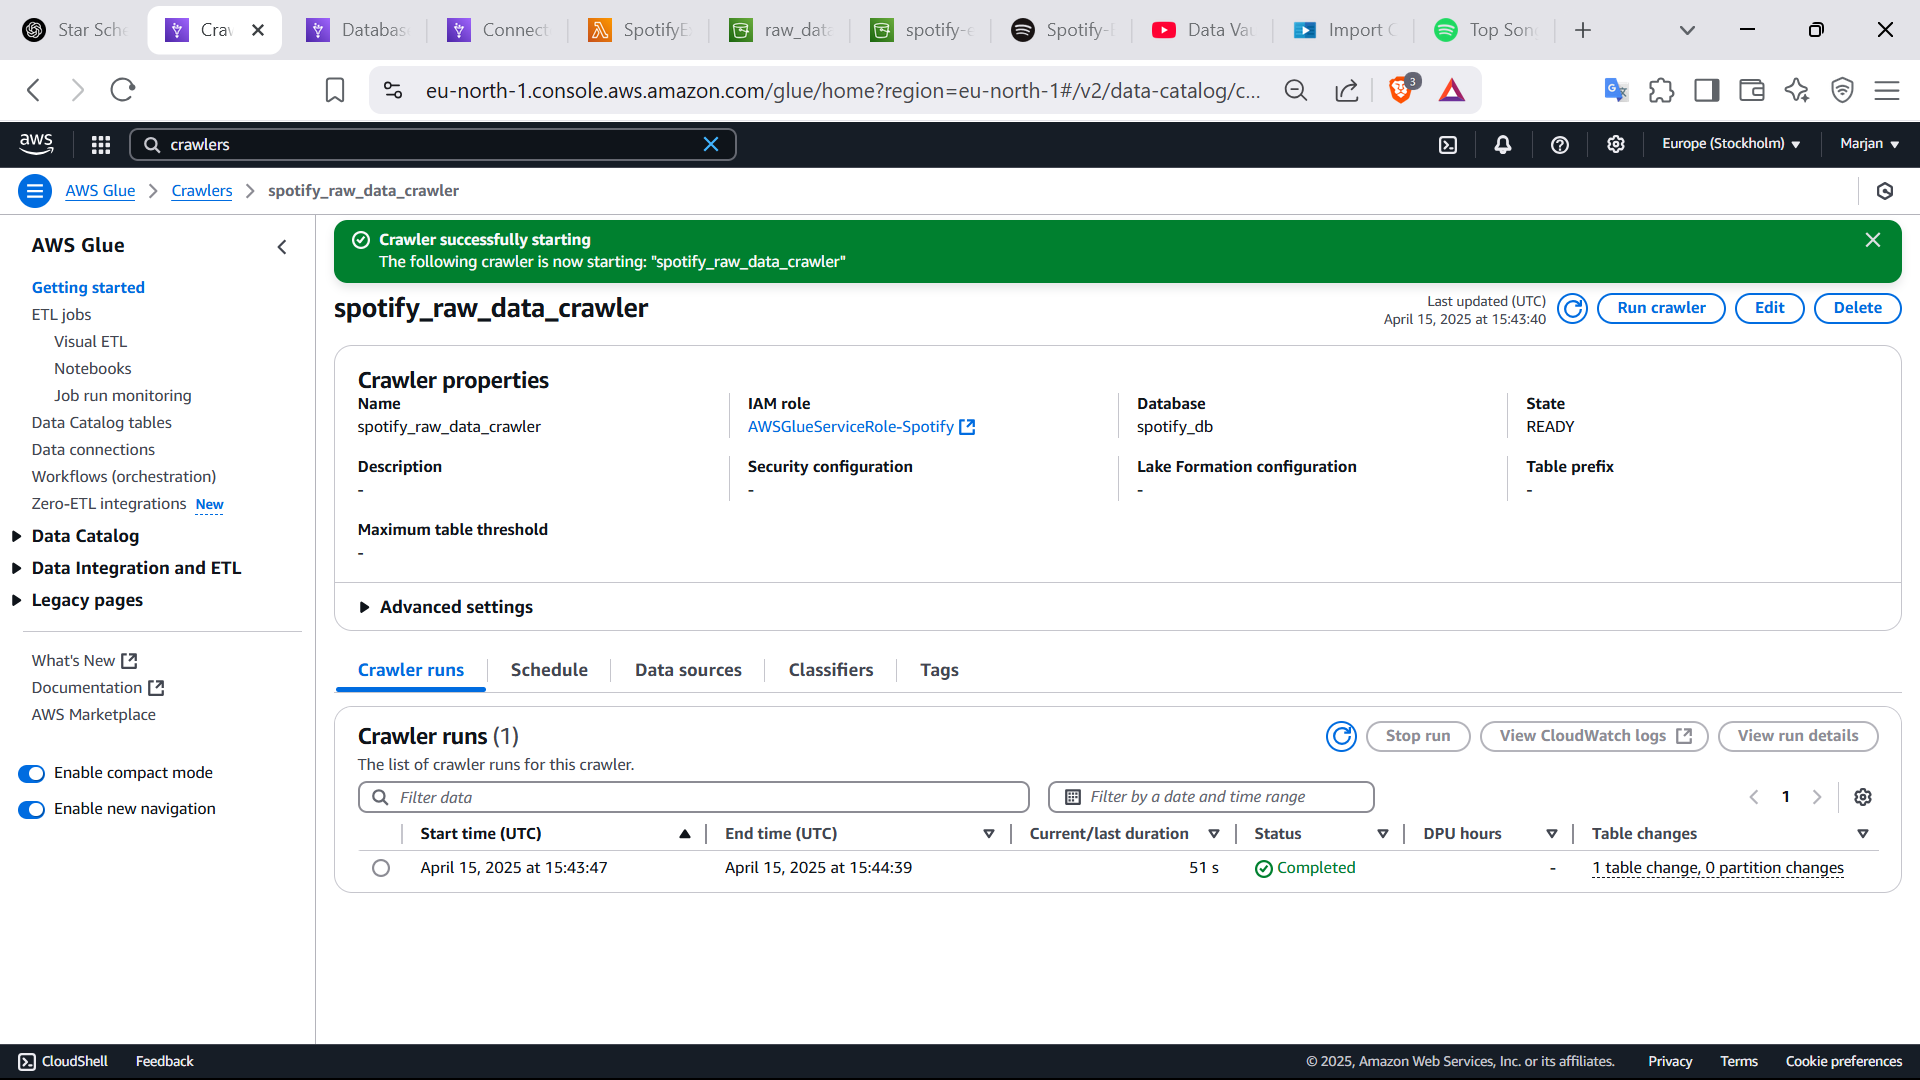 Star Sch
Crav
Databas
Connect
SpotifyE
raw_data
spotify-e
Spotify-
Data Vau
Import C
Top Son
eu-north-1.console.aws.amazon.com/glue/home?region=eu-north-1#/v2/data-catalog/c...
3
aws
crawlers
Europe (Stockholm)
Marjan
AWS Glue
Crawlers
spotify_raw_data_crawler
AWS Glue
Getting started
ETL jobs
Visual ETL
Notebooks
Job run monitoring
Data Catalog tables
Data connections
Workflows (orchestration)
Zero-ETL integrations New
Data Catalog
Data Integration and ETL
Legacy pages
What's New
Documentation
AWS Marketplace
Enable compact mode
Enable new navigation
Crawler successfully starting
The following crawler is now starting: "spotify_raw_data_crawler"
spotify_raw_data_crawler
Last updated (UTC)
April 15, 2025 at 15:43:40
Run crawler
Edit
Delete
Crawler properties
Name
spotify_raw_data_crawler
IAM role
AWSGlueServiceRole-Spotify
Database
spotify_db
State
READY
Description
-
Security configuration
-
Lake Formation configuration
-
Table prefix
-
Maximum table threshold
-
Advanced settings
Crawler runs
Schedule
Data sources
Classifiers
Tags
Crawler runs (1)
The list of crawler runs for this crawler.
Stop run
View CloudWatch logs
View run details
Filter data
Filter by a date and time range
1
Start time (UTC)
End time (UTC)
Current/last duration
Status
DPU hours
Table changes
April 15, 2025 at 15:43:47
April 15, 2025 at 15:44:39
51 s
Completed
-
1 table change, 0 partition changes
CloudShell
Feedback
© 2025, Amazon Web Services, Inc. or its affiliates.
Privacy
Terms
Cookie preferences